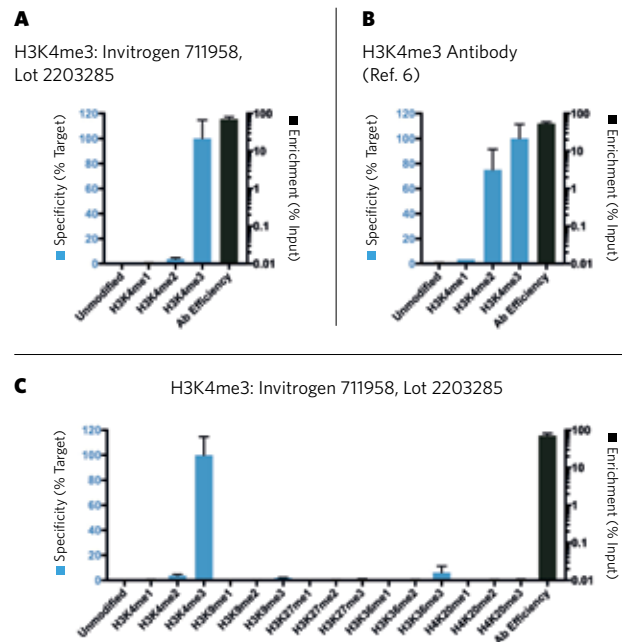 A
H3K4me3: Invitrogen 711958,
Lot 2203285
Specificity (% Target)
120
100
80
60
40
20
0
100
10
1
0.1
0.01
Enrichment (% Input)
Unmodified
H3K4me1
H3K4me2
H3K4me3
Ab Efficiency
B
H3K4me3 Antibody
(Ref. 6)
Specificity (% Target)
120
100
80
60
40
20
0
100
10
1
0.1
0.01
Enrichment (% Input)
Unmodified
H3K4me1
H3K4me2
H3K4me3
Ab Efficiency
C
H3K4me3: Invitrogen 711958, Lot 2203285
Specificity (% Target)
120
100
80
60
40
20
0
100
10
1
0.1
0.01
Enrichment (% Input)
Unmodified
H3K4me1
H3K4me2
H3K4me3
H3K9me1
H3K9me2
H3K9me3
H3K27me1
H3K27me2
H3K27me3
H3K36me1
H3K36me2
H3K36me3
H4K20me1
H4K20me2
H4K20me3
Ab Efficiency